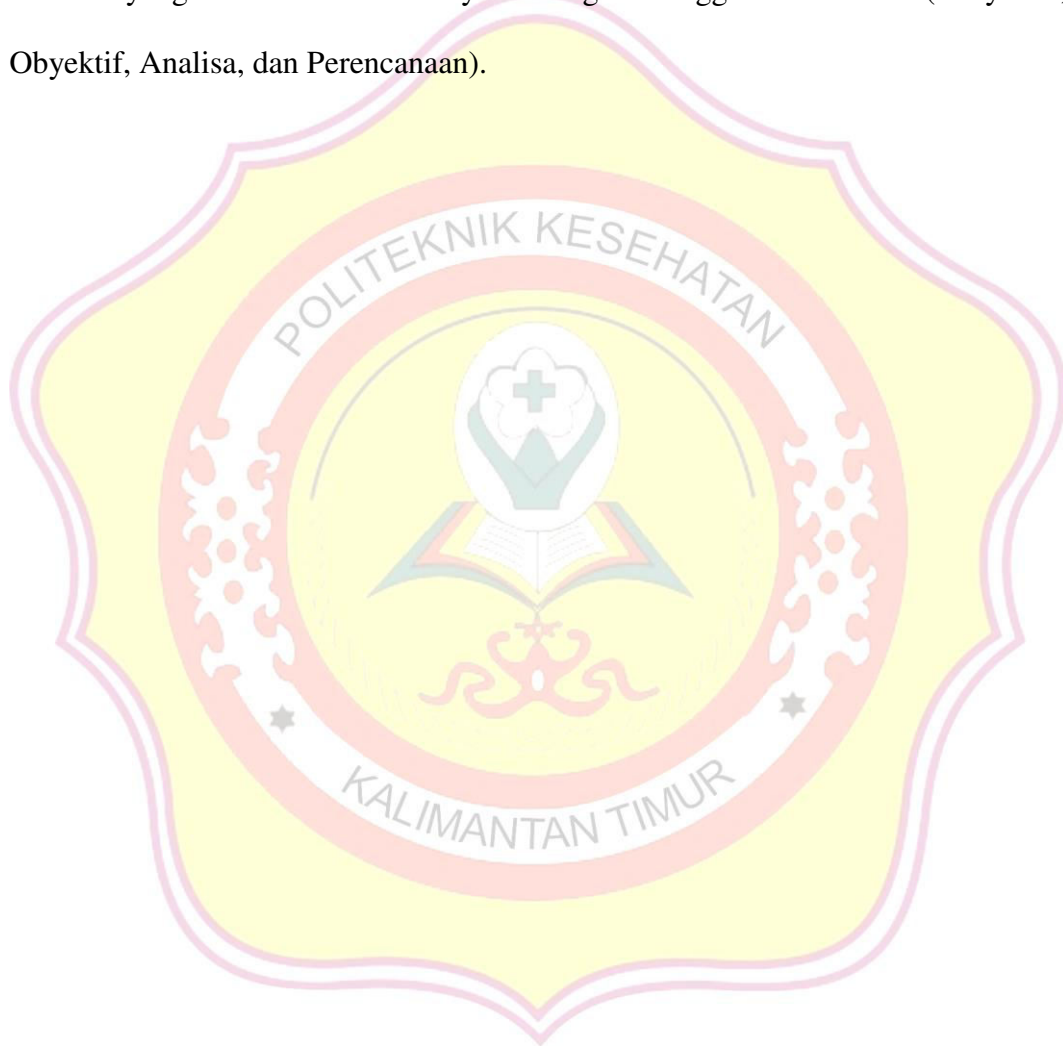 Obyektif, Analisa, dan Perencanaan).
POLITEKNIK KESEHATAN
KALIMANTAN TIMUR